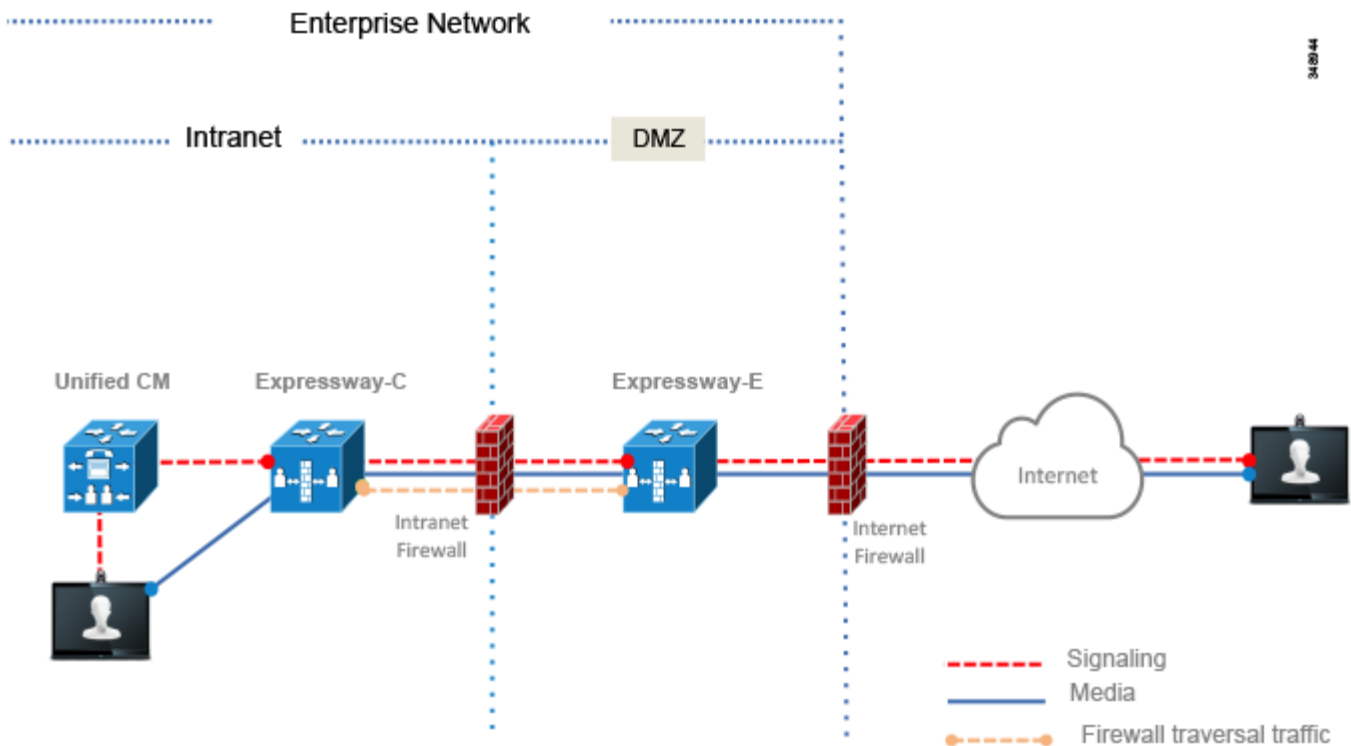 Enterprise Network
348944
Intranet
DMZ
Unified CM
Expressway-C
Expressway-E
Intranet
Firewall
Internet
Firewall
Internet
Signaling
Media
Firewall traversal traffic